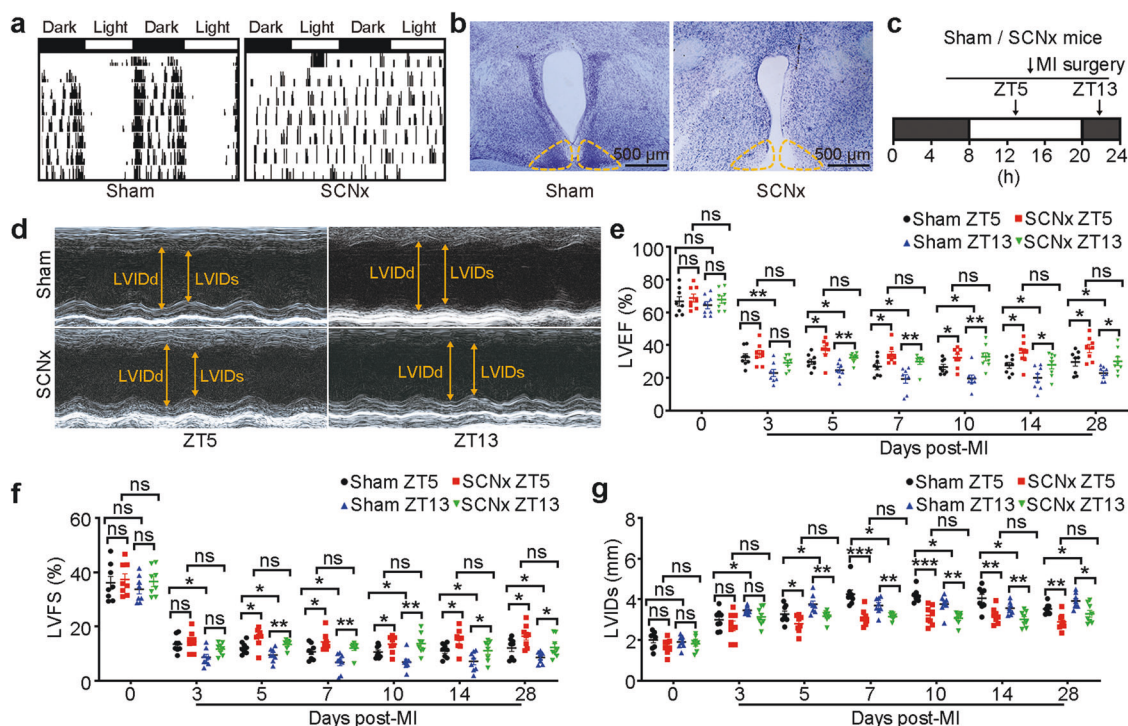 a
Dark Light Dark Light
Dark Light Dark Light
Sham
SCNx
b
500 µm
500 µm
Sham
SCNx
c
Sham / SCNx mice
MI surgery
ZT5
ZT13
0 4 8 12 16 20 24
(h)
d
Sham
SCNx
LVIDd
LVIDs
LVIDd
LVIDs
LVIDd
LVIDs
LVIDd
LVIDs
ZT5
ZT13
e
Sham ZT5
SCNx ZT5
Sham ZT13
SCNx ZT13
LVEF (%)
100
80
60
40
20
0
ns
ns
ns ns
ns
**
ns ns
ns
*
* **
ns
*
* **
ns
*
* **
ns
*
* *
ns
*
* *
0 3 5 7 10 14 28
Days post-MI
f
Sham ZT5
SCNx ZT5
Sham ZT13
SCNx ZT13
LVFS (%)
60
40
20
0
ns
ns
ns ns
ns
*
ns ns
ns
*
* **
ns
*
* **
ns
*
* **
ns
*
* *
ns
*
* *
0 3 5 7 10 14 28
Days post-MI
g
Sham ZT5
SCNx ZT5
Sham ZT13
SCNx ZT13
LVIDs (mm)
8
6
4
2
0
ns
ns
ns ns
ns
*
ns ns
ns
*
* **
ns
*
*** **
ns
*
*** **
ns
*
** **
ns
*
** *
0 3 5 7 10 14 28
Days post-MI